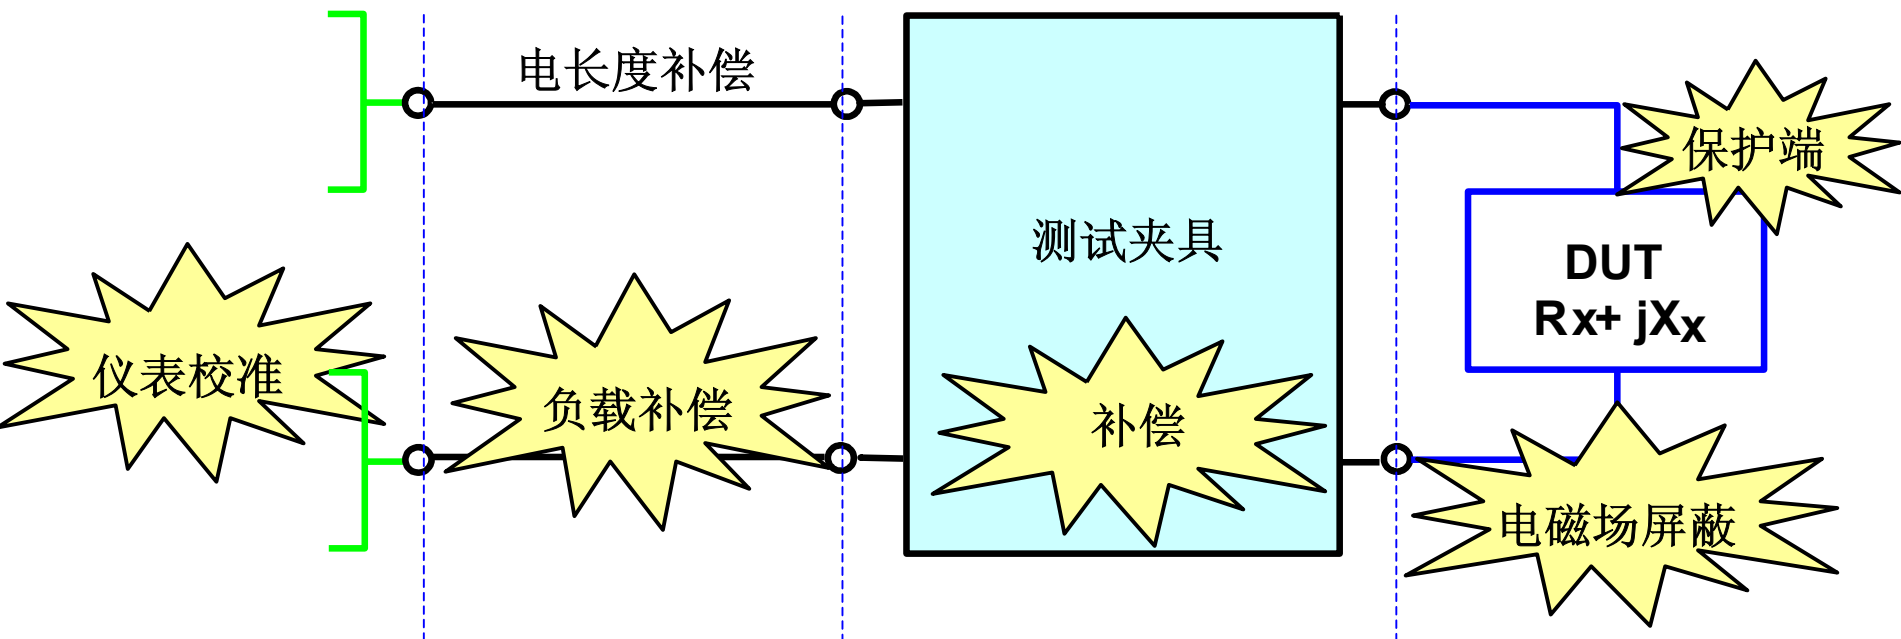 电长度补偿
保护端
测试夹具
DUT
Rx+ jXx
仪表校准
负载补偿
补偿
电磁场屏蔽